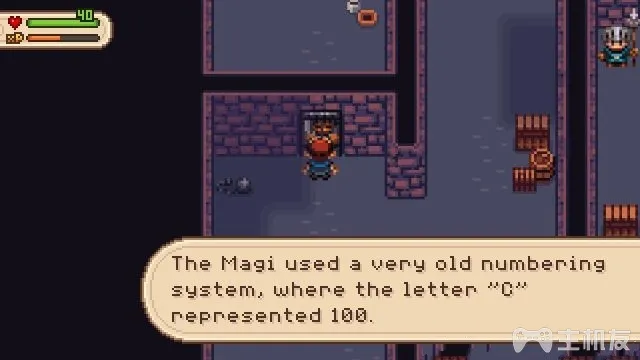 40
The Magi used a very old numbering
system, where the letter "C"
represented 100.
主机友